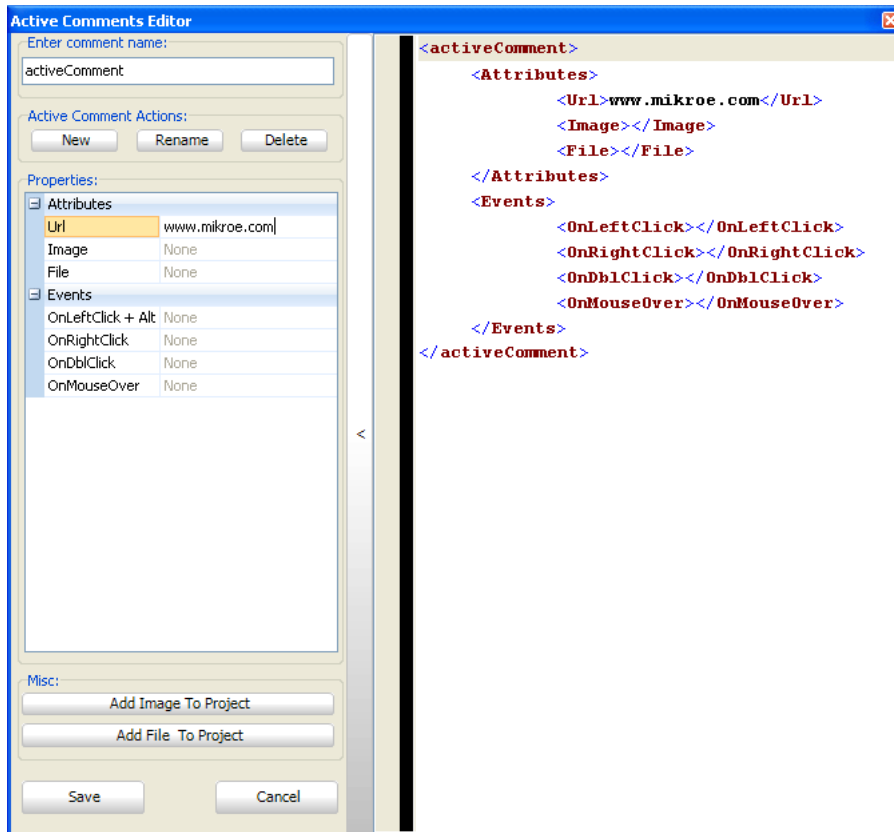 Active Comments Editor
Enter comment name:
activeComment
Active Comment Actions:
New Rename Delete
Properties:
Attributes
Url www.mikroe.com
Image None
File None
Events
OnLeftClick + Alt None
OnRightClick None
OnDblClick None
OnMouseOver None
Misc:
Add Image To Project
Add File To Project
Save Cancel
<
<activeComment>
<Attributes>
<Url>www.mikroe.com</Url>
<Image></Image>
<File></File>
</Attributes>
<Events>
<OnLeftClick></OnLeftClick>
<OnRightClick></OnRightClick>
<OnDblClick></OnDblClick>
<OnMouseOver></OnMouseOver>
</Events>
</activeComment>